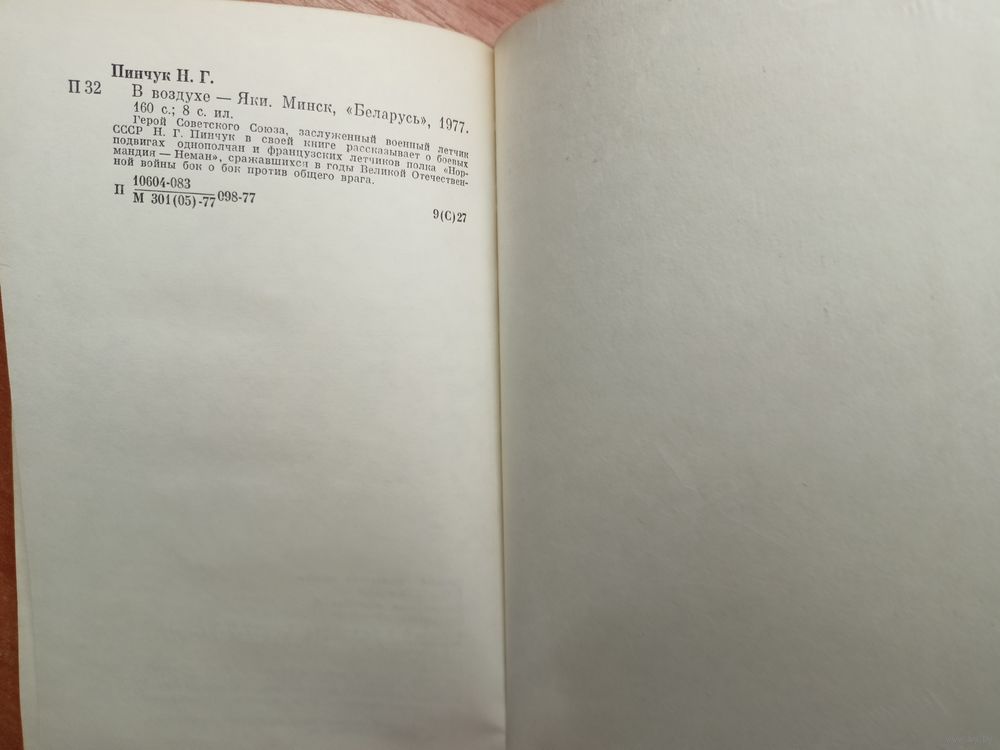 Пинчук Н. Г.
П 32
В воздухе — Яки. Минск, «Беларусь», 1977.
160 с.; 8 с. ил.
Герой Советского Союза, заслуженный военный летчик
СССР Н. Г. Пинчук в своей книге рассказывает о боевых
подвигах однополчан и французских летчиков полка «Нор-
мандия — Неман», сражавшихся в годы Великой Отечествен-
ной войны бок о бок против общего врага.
П 10604-083
М 301(05)-77 098-77
9(С)27